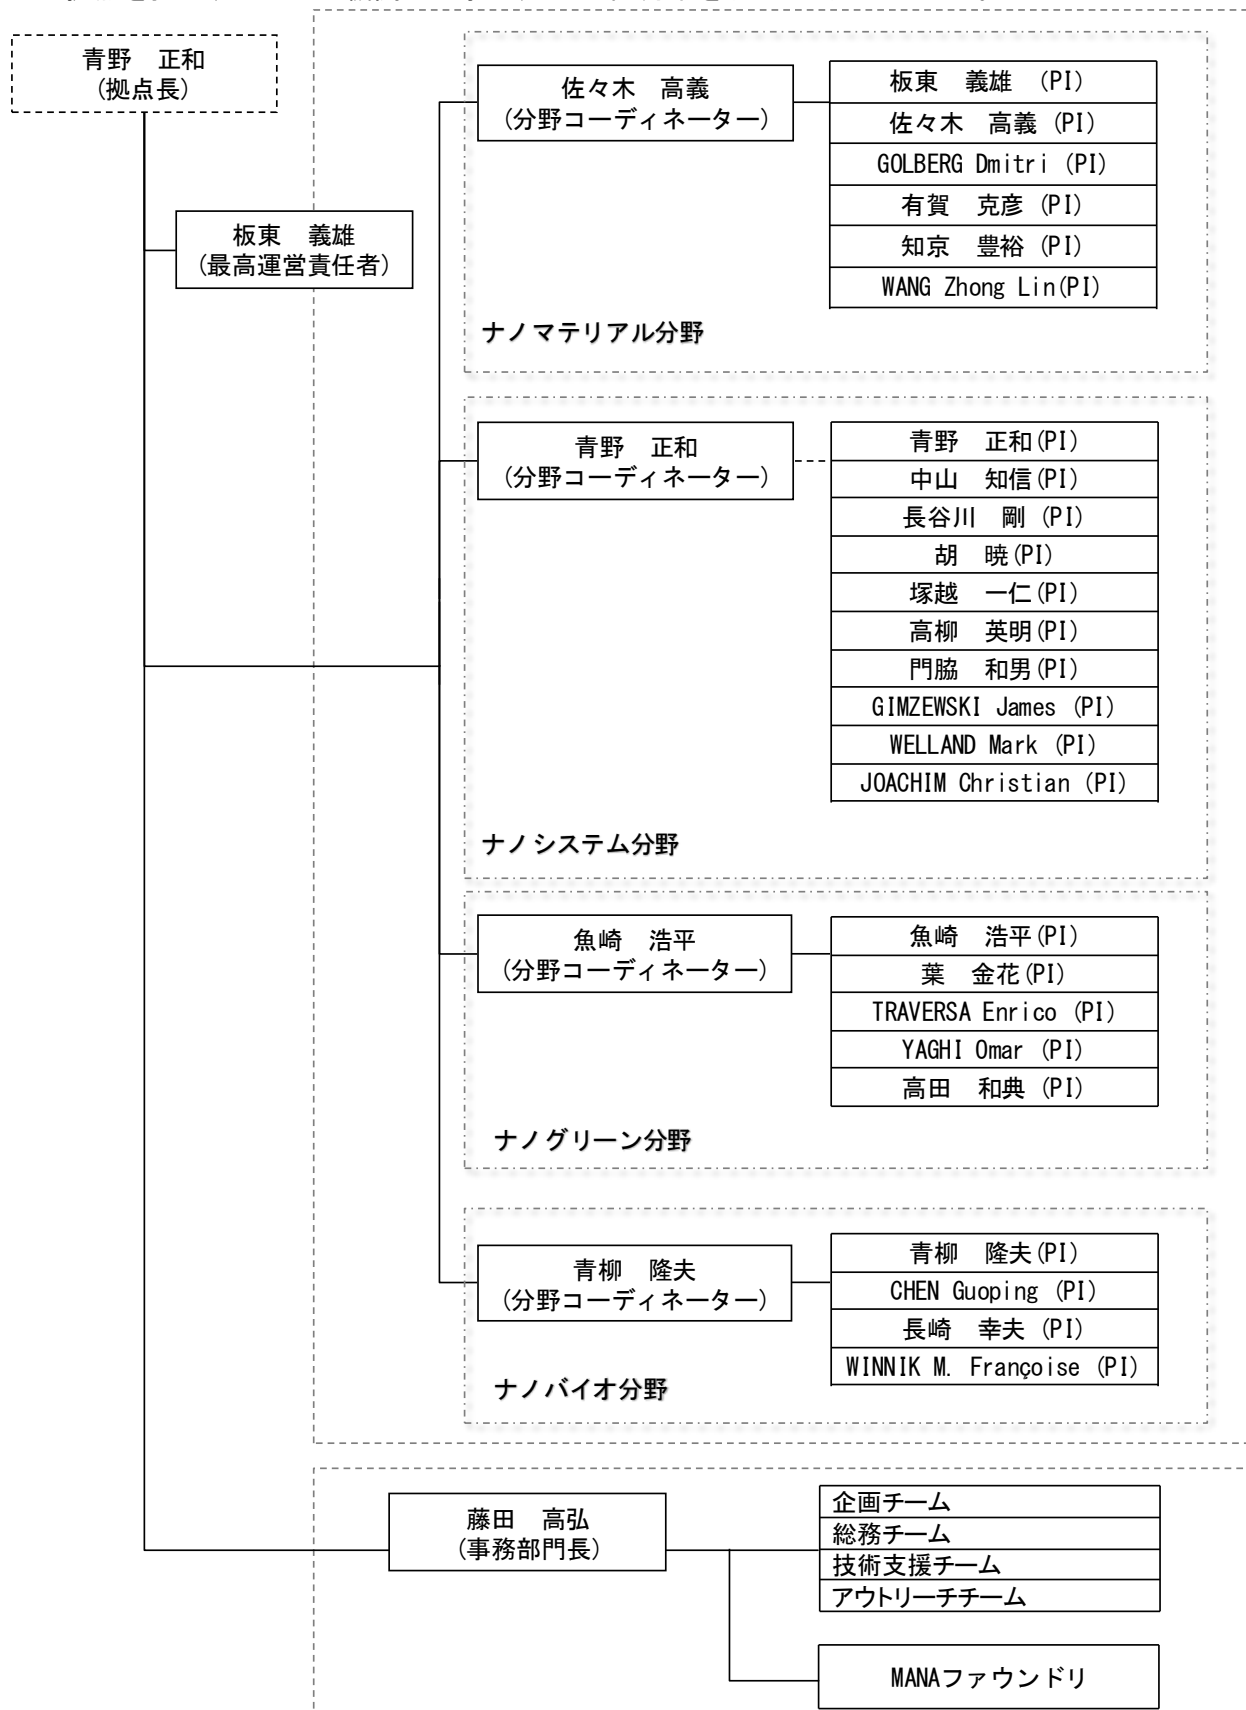 青野　正和
(拠点長)
板東　義雄
(最高運営責任者)
佐々木　高義
(分野コーディネーター)
板東　義雄　(PI)
佐々木　高義 (PI)
GOLBERG Dmitri (PI)
有賀　克彦 (PI)
知京　豊裕 (PI)
WANG Zhong Lin(PI)
ナノマテリアル分野
青野　正和
(分野コーディネーター)
青野　正和(PI)
中山　知信(PI)
長谷川　剛 (PI)
胡　暁(PI)
塚越　一仁(PI)
高柳　英明(PI)
門脇　和男(PI)
GIMZEWSKI James (PI)
WELLAND Mark (PI)
JOACHIM Christian (PI)
ナノシステム分野
魚崎　浩平
(分野コーディネーター)
魚崎　浩平(PI)
葉　金花(PI)
TRAVERSA Enrico (PI)
YAGHI Omar (PI)
高田　和典 (PI)
ナノグリーン分野
青柳　隆夫
(分野コーディネーター)
青柳　隆夫(PI)
CHEN Guoping (PI)
長崎　幸夫 (PI)
WINNIK M. Françoise (PI)
ナノバイオ分野
藤田　高弘
(事務部門長)
企画チーム
総務チーム
技術支援チーム
アウトリーチチーム
MANAファウンドリ